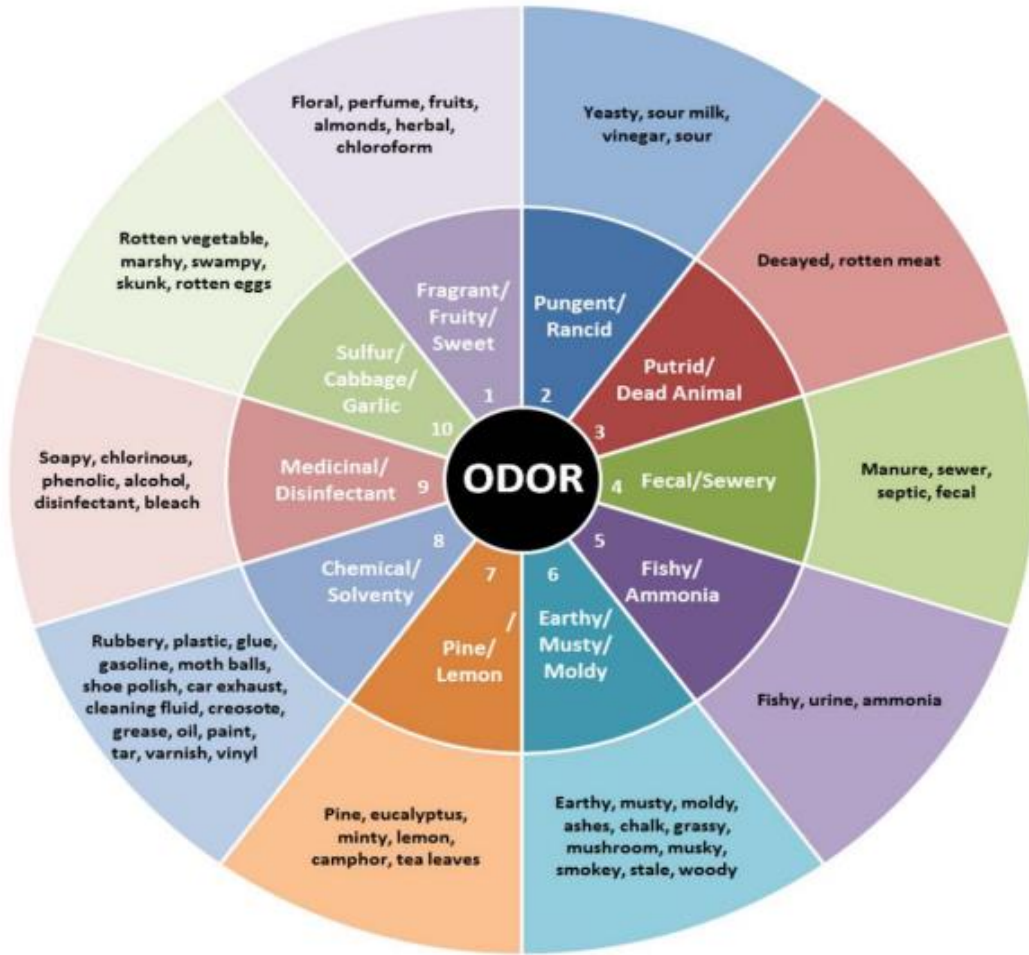 ODOR
1
Fragrant/
Fruity/
Sweet
Floral, perfume, fruits,
almonds, herbal,
chloroform
2
Pungent/
Rancid
Yeasty, sour milk,
vinegar, sour
3
Putrid/
Dead Animal
Decayed, rotten meat
4
Fecal/Sewery
Manure, sewer,
septic, fecal
5
Fishy/
Ammonia
Fishy, urine, ammonia
6
Earthy/
Musty/
Moldy
Earthy, musty, moldy,
ashes, chalk, grassy,
mushroom, musky,
smokey, stale, woody
7
/
Pine/
Lemon
Pine, eucalyptus,
minty, lemon,
camphor, tea leaves
8
Chemical/
Solventy
Rubbery, plastic, glue,
gasoline, moth balls,
shoe polish, car exhaust,
cleaning fluid, creosote,
grease, oil, paint,
tar, varnish, vinyl
9
Medicinal/
Disinfectant
Soapy, chlorinous,
phenolic, alcohol,
disinfectant, bleach
10
Sulfur/
Cabbage/
Garlic
Rotten vegetable,
marshy, swampy,
skunk, rotten eggs